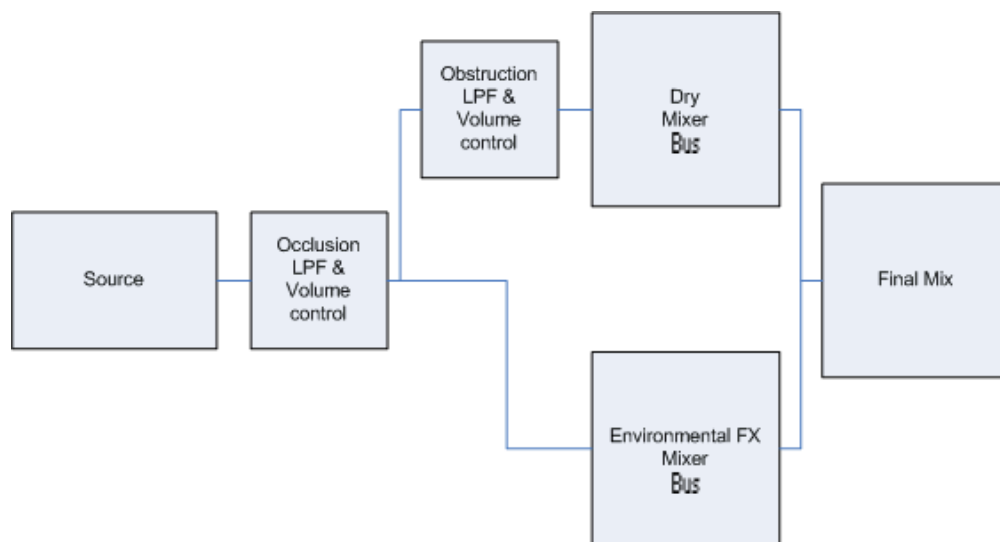 Source
Occlusion
LPF &
Volume
control
Obstruction
LPF &
Volume
control
Dry
Mixer
Bus
Environmental FX
Mixer
Bus
Final Mix